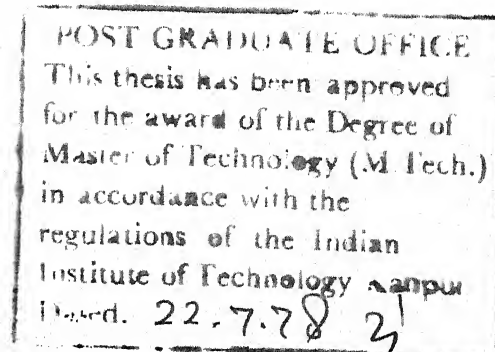 POST GRADUATE OFFICE
This thesis has been approved
for the award of the Degree of
Master of Technology (M Tech.)
in accordance with the
regulations of the Indian
Institute of Technology Kanpur
Dated. 22.7.78